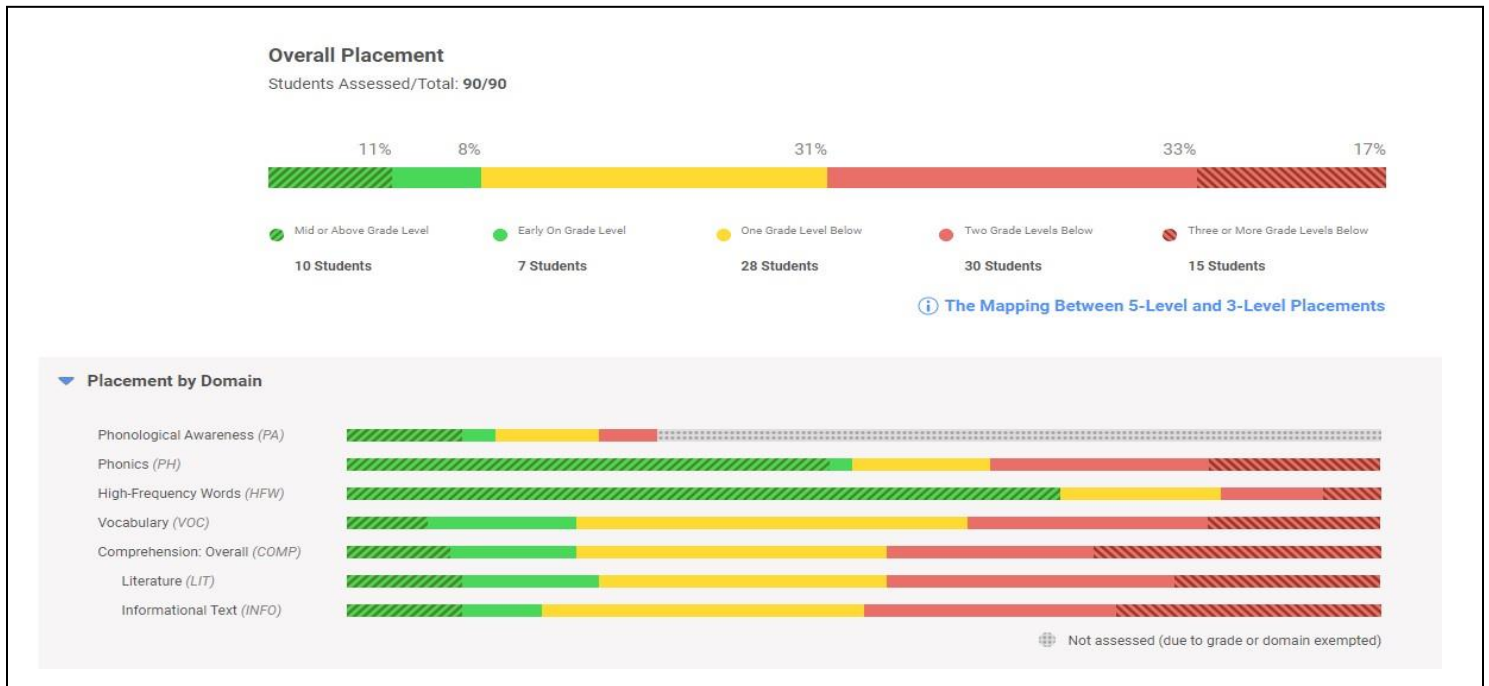 Overall Placement
Students Assessed/Total: 90/90
11% 8% 31% 33% 17%
Mid or Above Grade Level Early On Grade Level One Grade Level Below Two Grade Levels Below Three or More Grade Levels Below
10 Students 7 Students 28 Students 30 Students 15 Students
i The Mapping Between 5-Level and 3-Level Placements
Placement by Domain
Phonological Awareness (PA)
Phonics (PH)
High-Frequency Words (HFW)
Vocabulary (VOC)
Comprehension: Overall (COMP)
Literature (LIT)
Informational Text (INFO)
Not assessed (due to grade or domain exempted)